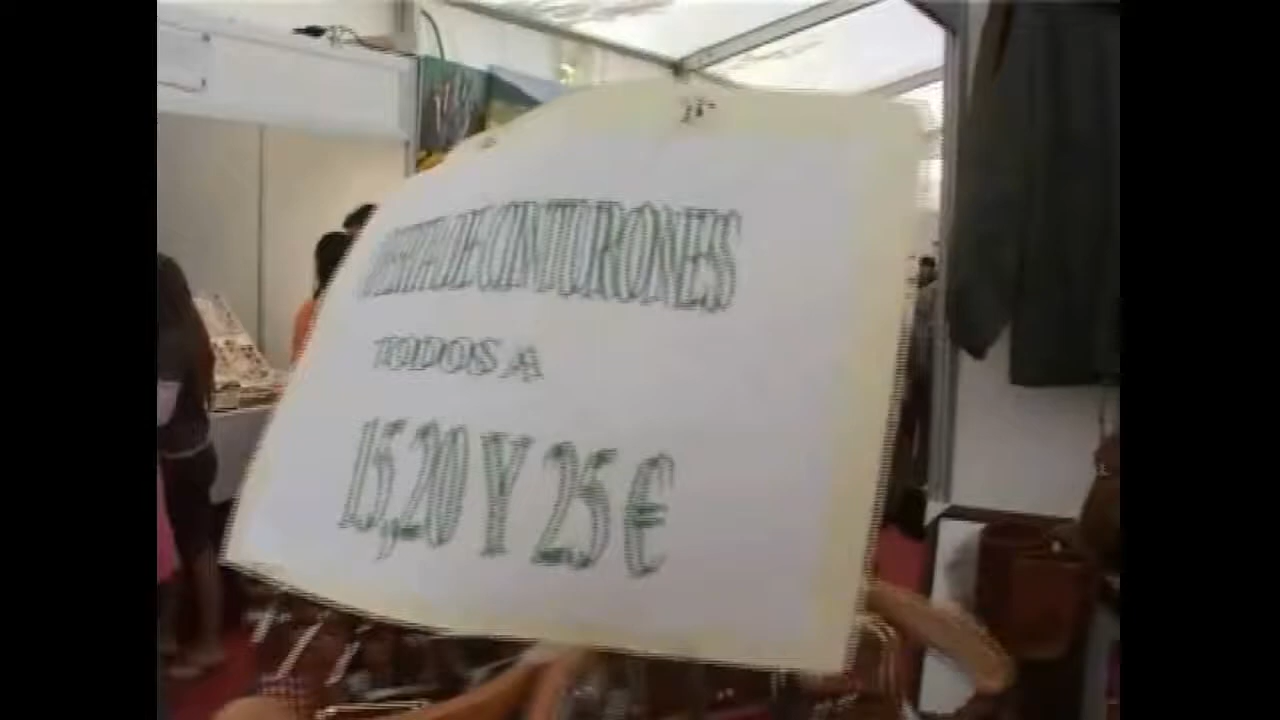 DE CINTURONES
TODOS A
15,20 Y 25 €